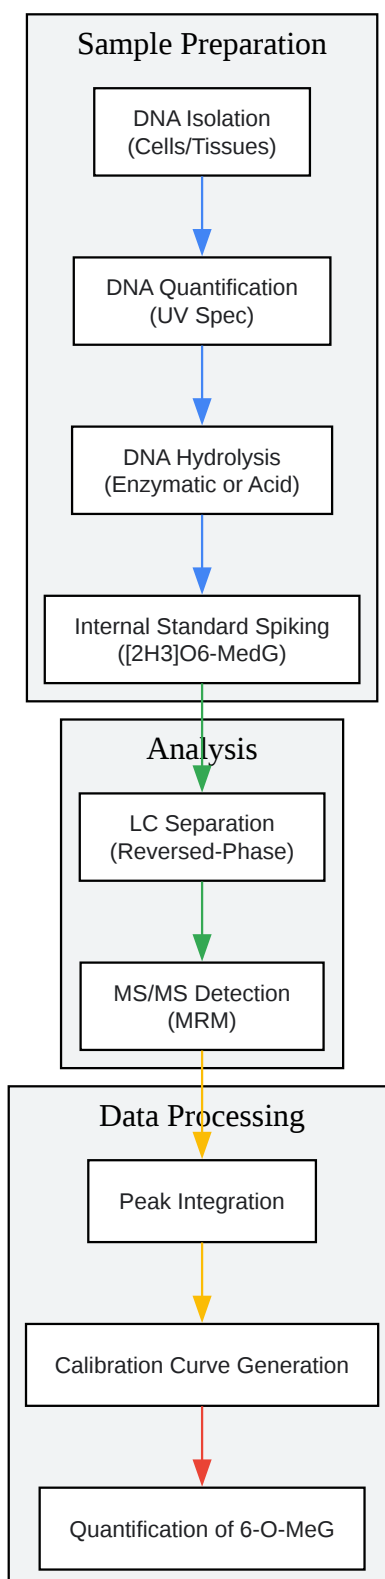 Sample Preparation
DNA Isolation
(Cells/Tissues)
DNA Quantification
(UV Spec)
DNA Hydrolysis
(Enzymatic or Acid)
Internal Standard Spiking
([2H3]O6-MedG)
Analysis
LC Separation
(Reversed-Phase)
MS/MS Detection
(MRM)
Data Processing
Peak Integration
Calibration Curve Generation
Quantification of 6-O-MeG